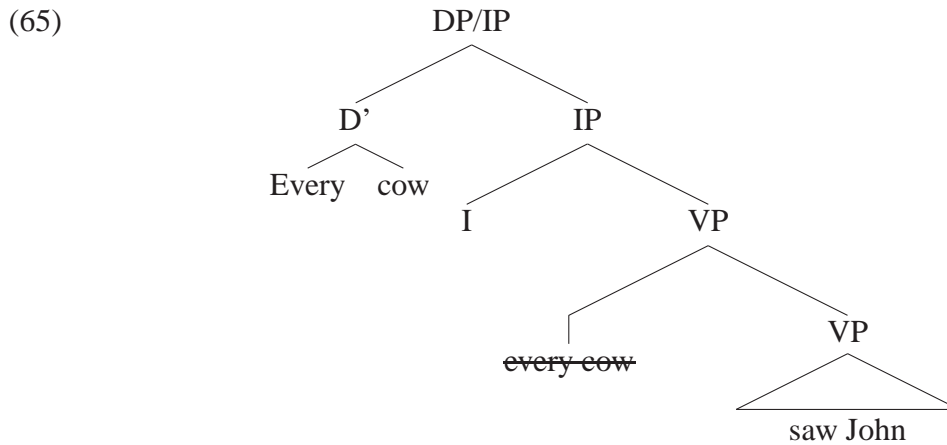 (65) DP/IP
D’ IP
Every cow I VP
every cow VP
saw John